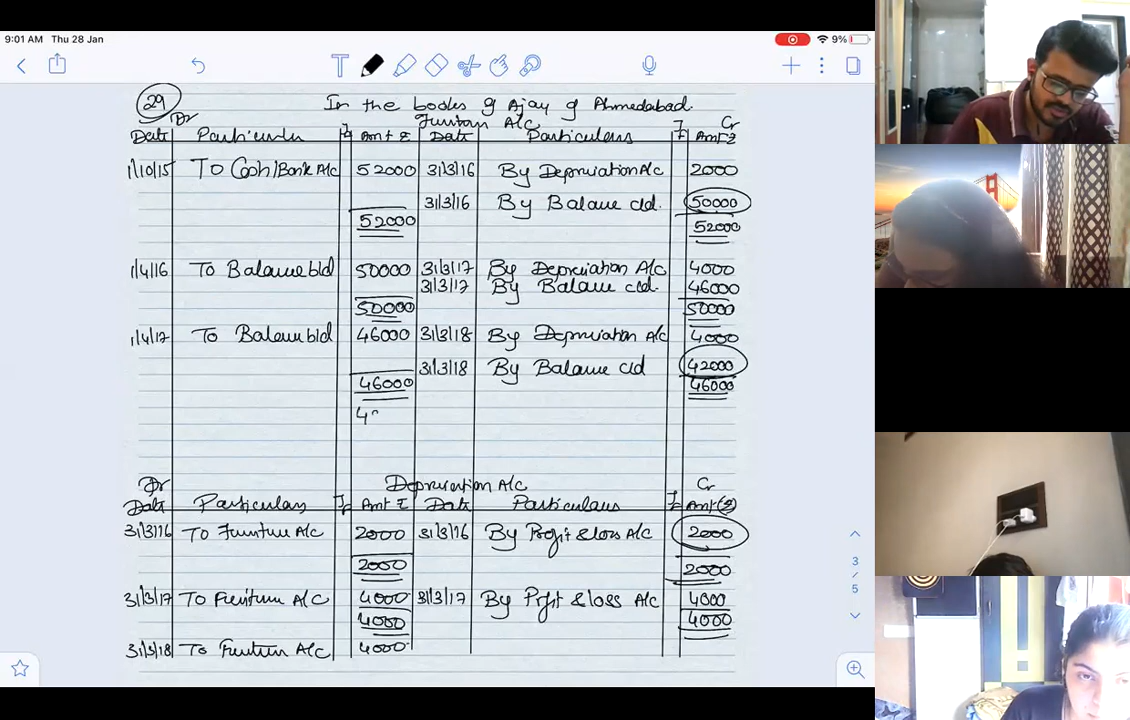 9:01 AM Thu 28 Jan 9%
29 In the books of Ajay of Ahmedabad.
Dr Furniture A/c Cr
Date Particulars Amt ₹ Date Particulars Amt ₹
1/10/15 To Cash/Bank A/c 52000 31/3/16 By Depreciation A/c 2000
31/3/16 By Balance c/d. 50000
52000 52000
1/4/16 To Balance b/d 50000 31/3/17 By Depreciation A/c 4000
31/3/17 By Balance c/d. 46000
50000 50000
1/4/17 To Balance b/d 46000 31/3/18 By Depreciation A/c 4000
31/3/18 By Balance c/d 42000
46000 46000
Dr Depreciation A/c Cr
Date Particulars Amt ₹ Date Particulars Amt (₹)
31/3/16 To Furniture A/c 2000 31/3/16 By Profit & loss A/c 2000
2000 2000
31/3/17 To Furniture A/c 4000 31/3/17 By Profit & loss A/c 4000
4000 4000
31/3/18 To Furniture A/c 4000
3
/
5